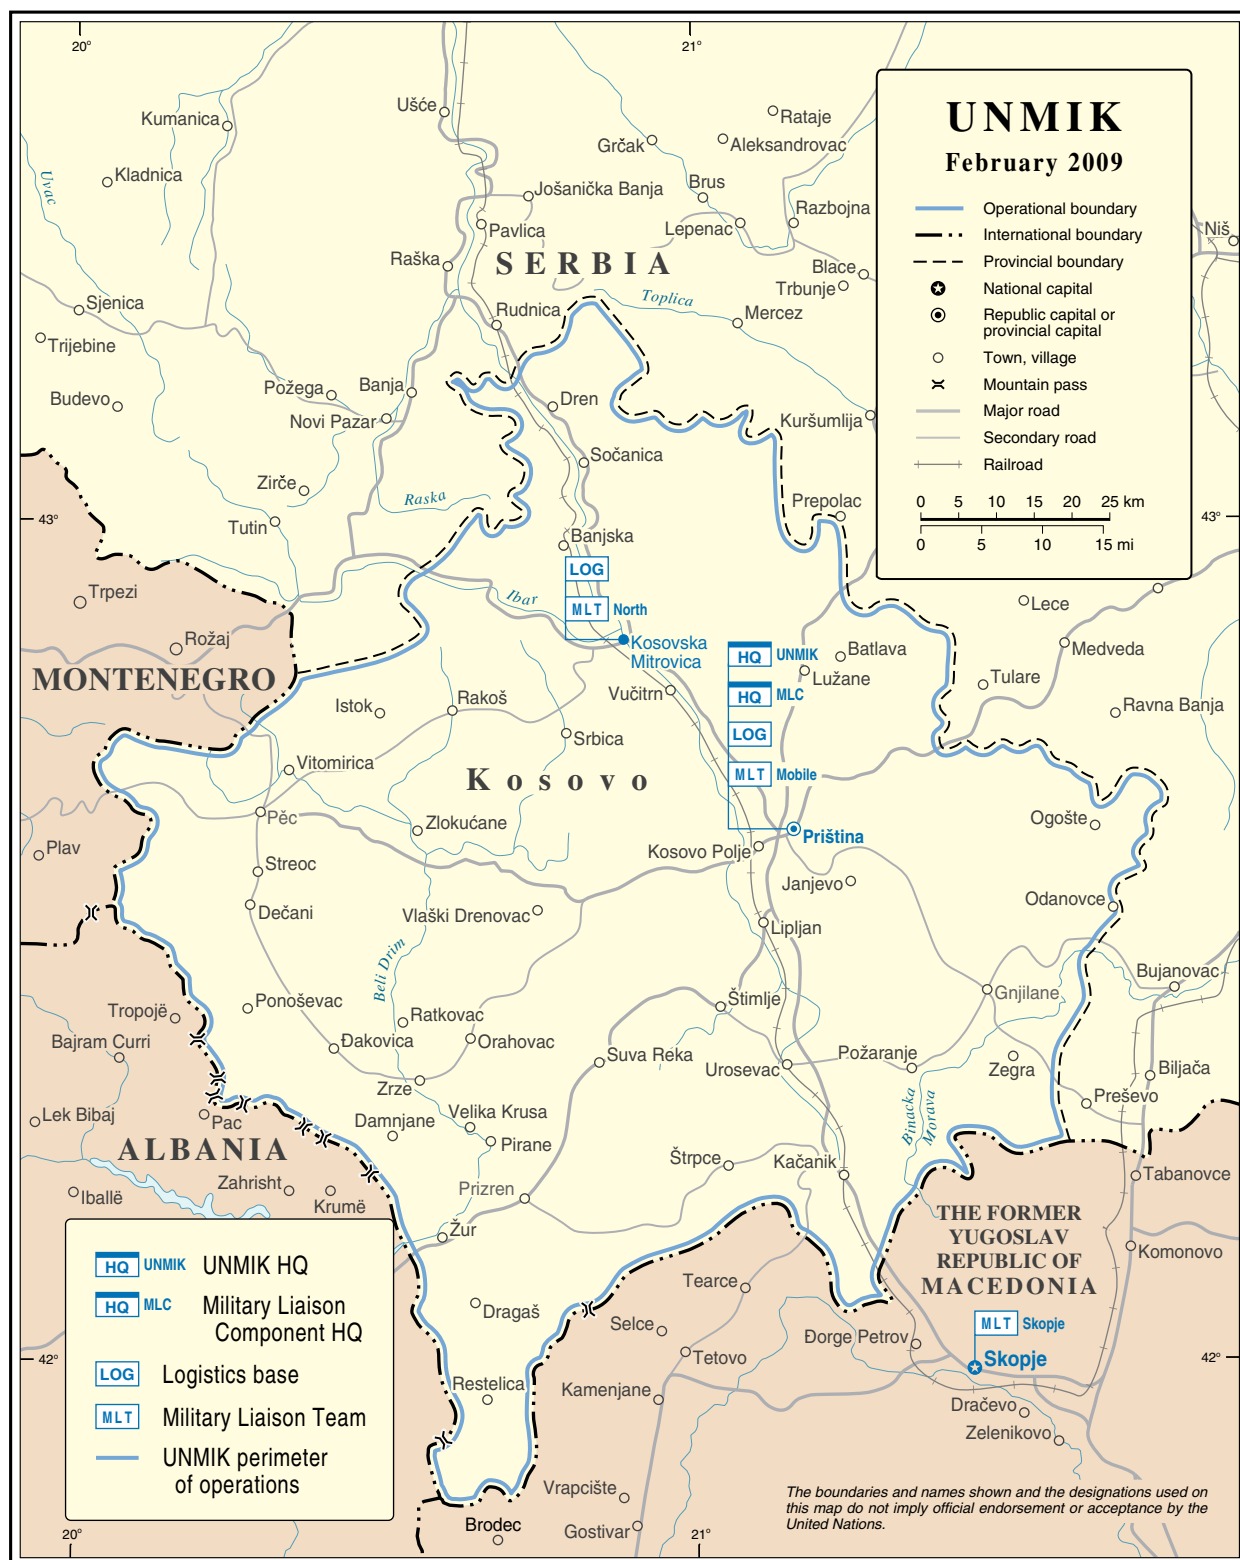 20°
21°
UNMIK
February 2009
Operational boundary
International boundary
Provincial boundary
National capital
Republic capital or
provincial capital
Town, village
Mountain pass
Major road
Secondary road
Railroad
0 5 10 15 20 25 km
0 5 10 15 mi
Ušće
Kumanica
Kladnica
Uvac
Rataje
Grčak
Aleksandrovac
Jošanička Banja
Brus
Razbojna
Pavlica
Lepenac
Niš
Raška
SERBIA
Blace
Trbunje
Toplica
Sjenica
Rudnica
Mercez
Trijebine
Požega
Banja
Budevo
Dren
Novi Pazar
Kuršumlija
Sočanica
Zirče
Raska
Prepolac
43°
43°
Tutin
Banjska
LOG
Trpezi
Ibar
MLT North
Lece
Rožaj
Kosovska
Mitrovica
HQ UNMIK
Batlava
Medveda
MONTENEGRO
Lužane
Vučitrn
HQ MLC
Tulare
Istok
Rakoš
Ravna Banja
Srbica
LOG
Vitomirica
Kosovo
MLT Mobile
Pěc
Zlokućane
Ogošte
Priština
Plav
Kosovo Polje
Streoc
Janjevo
Dečani
Vlaški Drenovac
Odanovce
Lipljan
Beli Drim
Bujanovac
Ponoševac
Štimlje
Gnjilane
Tropojë
Ratkovac
Bajram Curri
Đakovica
Orahovac
Suva Reka
Požaranje
Urosevac
Zegra
Biljača
Zrze
Preševo
Lek Bibaj
Velika Krusa
Binacka
Morava
Pac
Damnjane
ALBANIA
Pirane
Štrpce
Kačanik
Tabanovce
Zahrisht
Iballë
Krumë
Prizren
THE FORMER
YUGOSLAV
REPUBLIC OF
MACEDONIA
Žur
Komonovo
HQ UNMIK UNMIK HQ
HQ MLC Military Liaison
Component HQ
LOG Logistics base
MLT Military Liaison Team
UNMIK perimeter
of operations
Tearce
Dragaš
Selce
MLT Skopje
Đorge Petrov
Tetovo
Skopje
42°
42°
Restelica
Kamenjane
Dračevo
Zelenikovo
Vrapcište
Brodec
Gostivar
The boundaries and names shown and the designations used on
this map do not imply official endorsement or acceptance by the
United Nations.
20°
21°